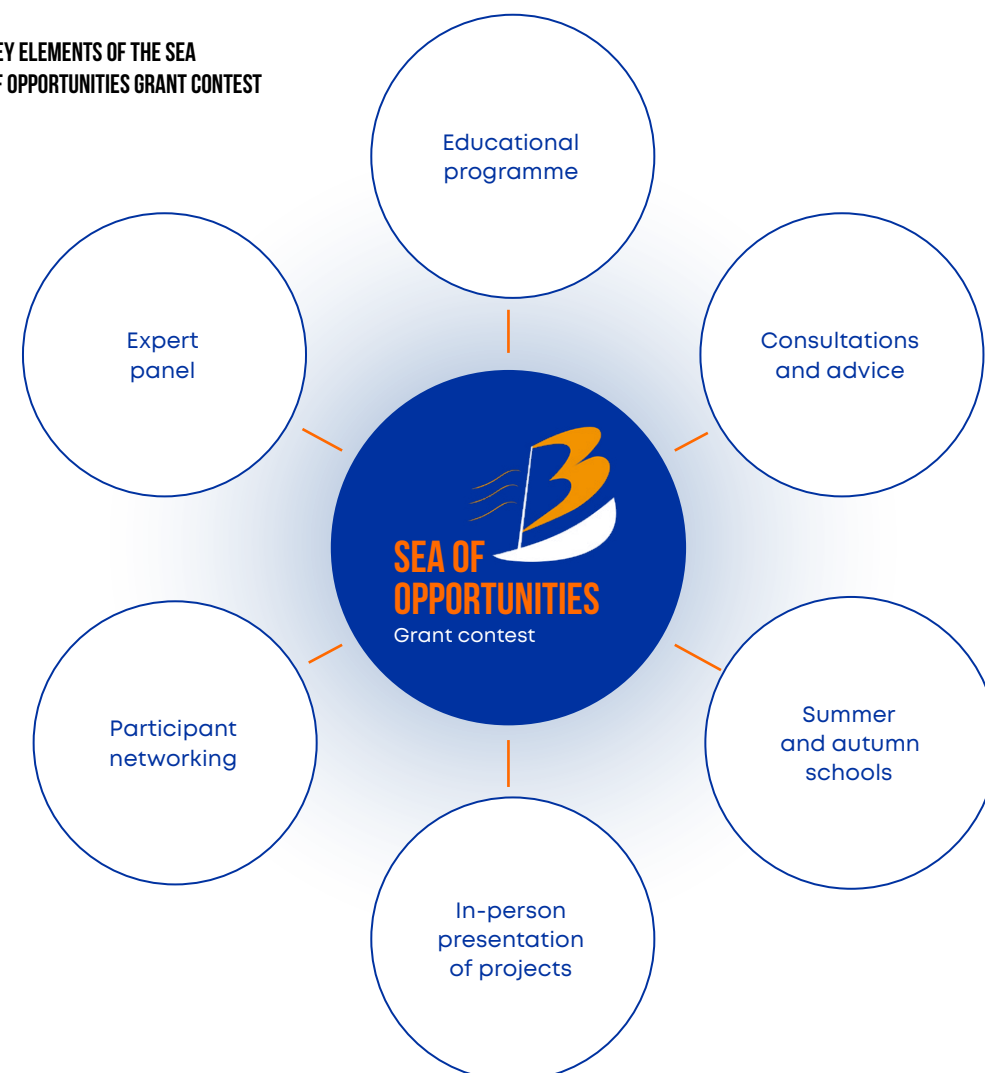 EY ELEMENTS OF THE SEA
F OPPORTUNITIES GRANT CONTEST
Educational
programme
Expert
panel
Consultations
and advice
SEA OF
OPPORTUNITIES
Grant contest
Participant
networking
Summer
and autumn
schools
In-person
presentation
of projects